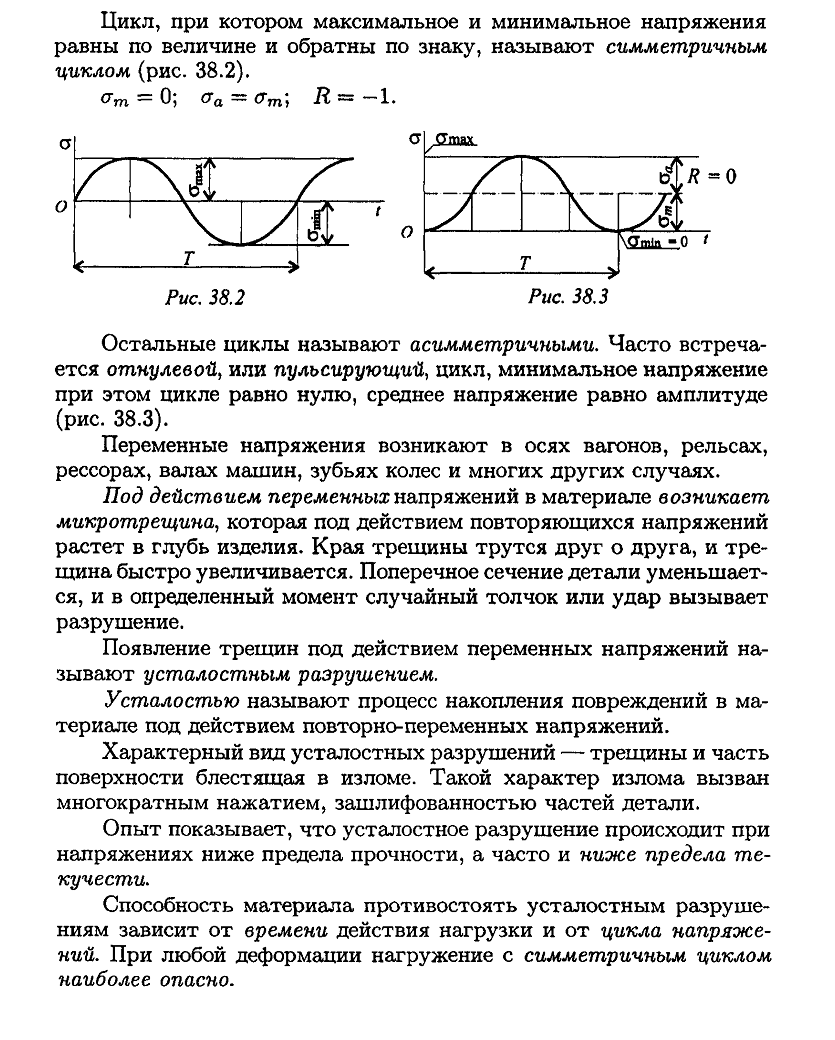 Цикл, при котором максимальное и минимальное напряжения
равны по величине и обратны по знаку, называют симметричным
циклом (рис. 38.2).
σm = 0; σa = σm; R = −1.
σ
σmax
O
σmin
t
T
Рис. 38.2
σ
σmax
σa
R = 0
σm
O
σmin = 0
t
T
Рис. 38.3
Остальные циклы называют асимметричными. Часто встреча-
ется отнулевой, или пульсирующий, цикл, минимальное напряжение
при этом цикле равно нулю, среднее напряжение равно амплитуде
(рис. 38.3).
Переменные напряжения возникают в осях вагонов, рельсах,
рессорах, валах машин, зубьях колес и многих других случаях.
Под действием переменных напряжений в материале возникает
микротрещина, которая под действием повторяющихся напряжений
растет в глубь изделия. Края трещины трутся друг о друга, и тре-
щина быстро увеличивается. Поперечное сечение детали уменьшает-
ся, и в определенный момент случайный толчок или удар вызывает
разрушение.
Появление трещин под действием переменных напряжений на-
зывают усталостным разрушением.
Усталостью называют процесс накопления повреждений в ма-
териале под действием повторно-переменных напряжений.
Характерный вид усталостных разрушений — трещины и часть
поверхности блестящая в изломе. Такой характер излома вызван
многократным нажатием, зашлифованностью частей детали.
Опыт показывает, что усталостное разрушение происходит при
напряжениях ниже предела прочности, а часто и ниже предела те-
кучести.
Способность материала противостоять усталостным разруше-
ниям зависит от времени действия нагрузки и от цикла напряже-
ний. При любой деформации нагружение с симметричным циклом
наиболее опасно.